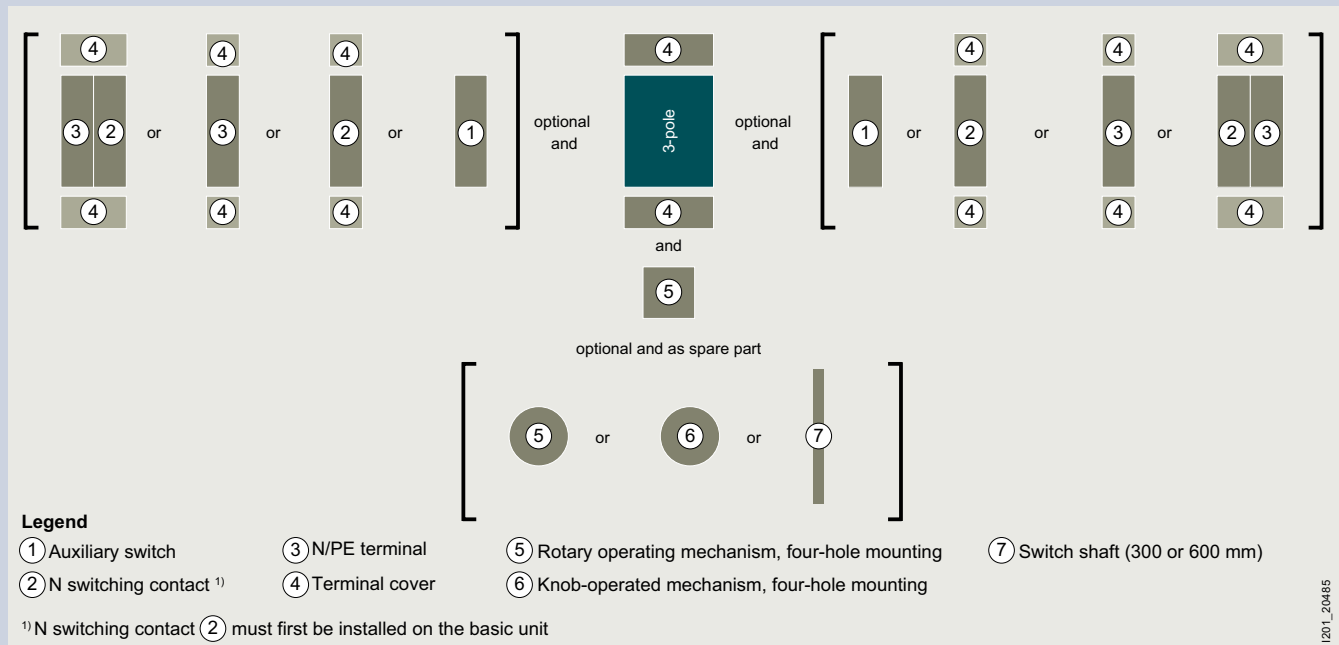 4 4 4 4 4 4 4
3 2 or 3 or 2 or 1 optional and 3-pole optional and 1 or 2 or 3 or 2 3
4 4 4 4 4 4 4
and
5
optional and as spare part
5 or 6 or 7
Legend
1 Auxiliary switch
3 N/PE terminal
5 Rotary operating mechanism, four-hole mounting
7 Switch shaft (300 or 600 mm)
2 N switching contact 1)
4 Terminal cover
6 Knob-operated mechanism, four-hole mounting
1) N switching contact 2 must first be installed on the basic unit
I201_20485